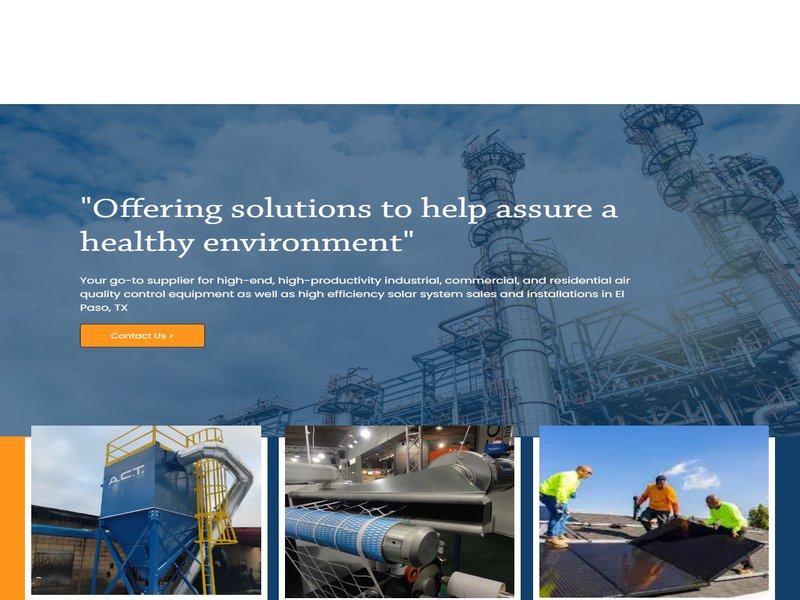 "Offering solutions to help assure a
healthy environment"
Your go-to supplier for high-end, high-productivity industrial, commercial, and residential air
quality control equipment as well as high efficiency solar system sales and installations in El
Paso, TX
Contact Us >
A.C.T.